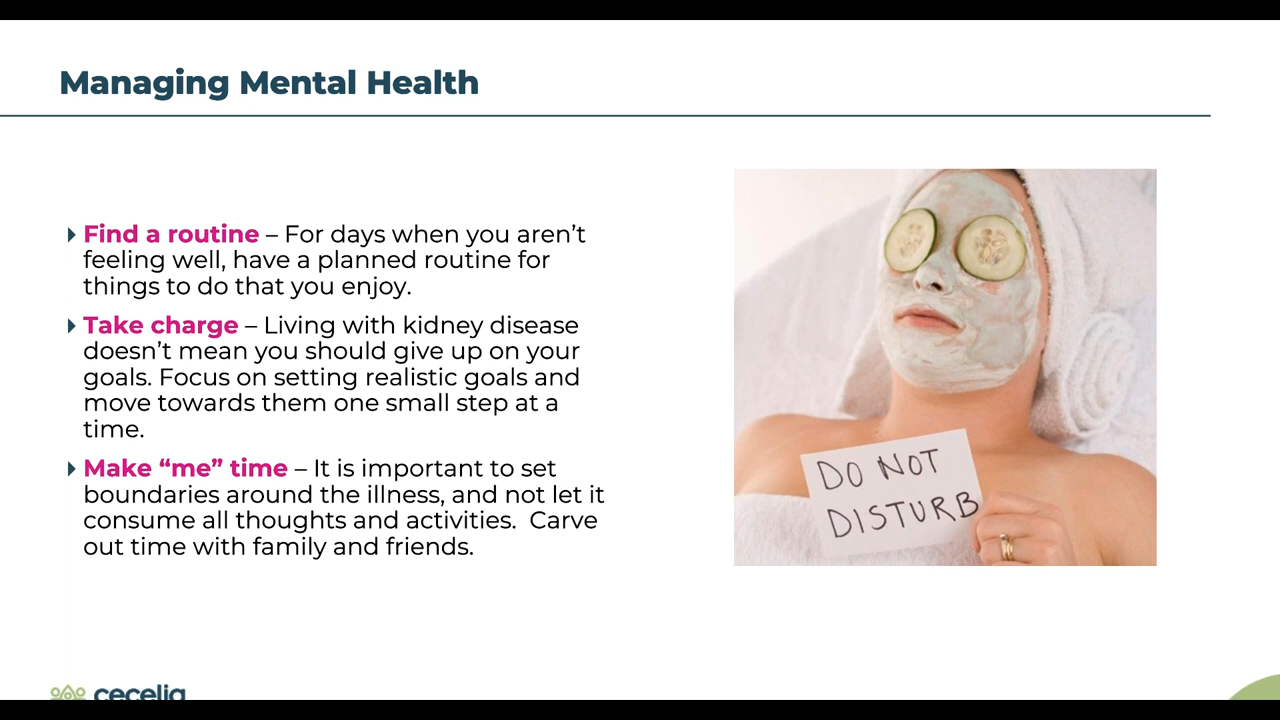 Managing Mental Health
Find a routine – For days when you aren’t
feeling well, have a planned routine for
things to do that you enjoy.
Take charge – Living with kidney disease
doesn’t mean you should give up on your
goals. Focus on setting realistic goals and
move towards them one small step at a
time.
Make “me” time – It is important to set
boundaries around the illness, and not let it
consume all thoughts and activities.  Carve
out time with family and friends.
DO NOT
DISTURB
cecelia